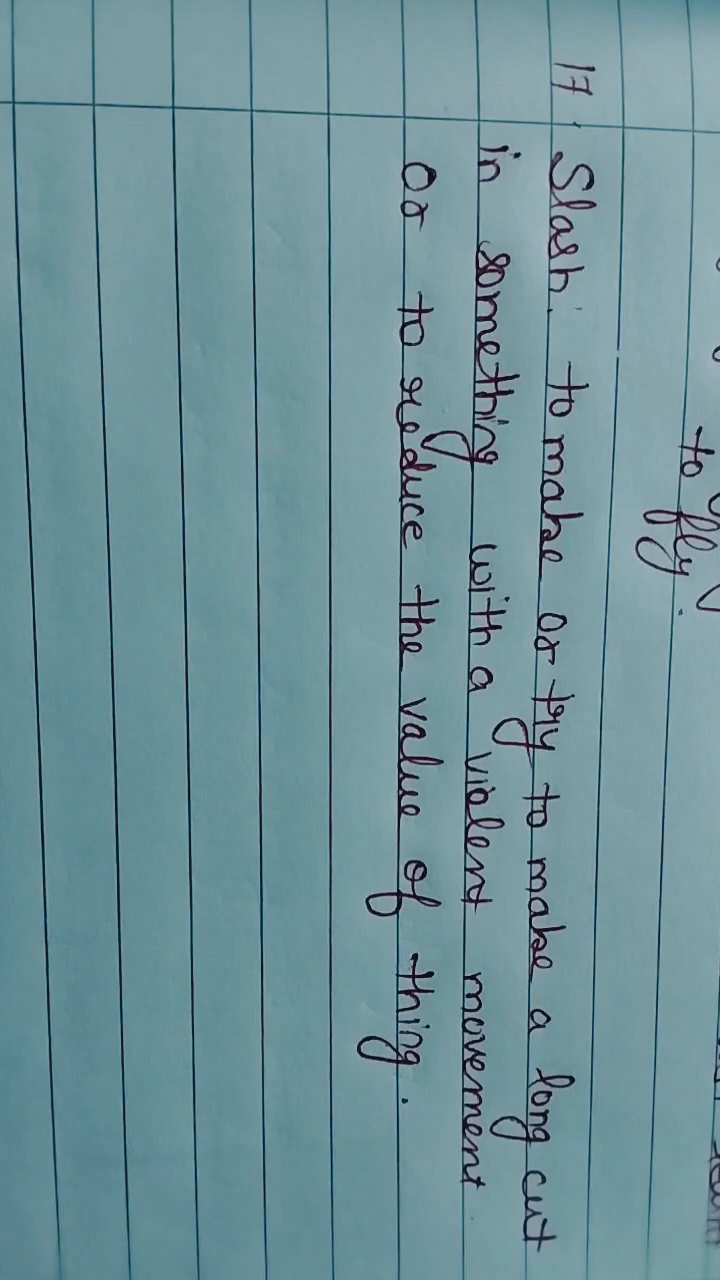 to fly.
17. Slash: to make or try to make a long cut
in something with a violent movement
or to reduce the value of thing.